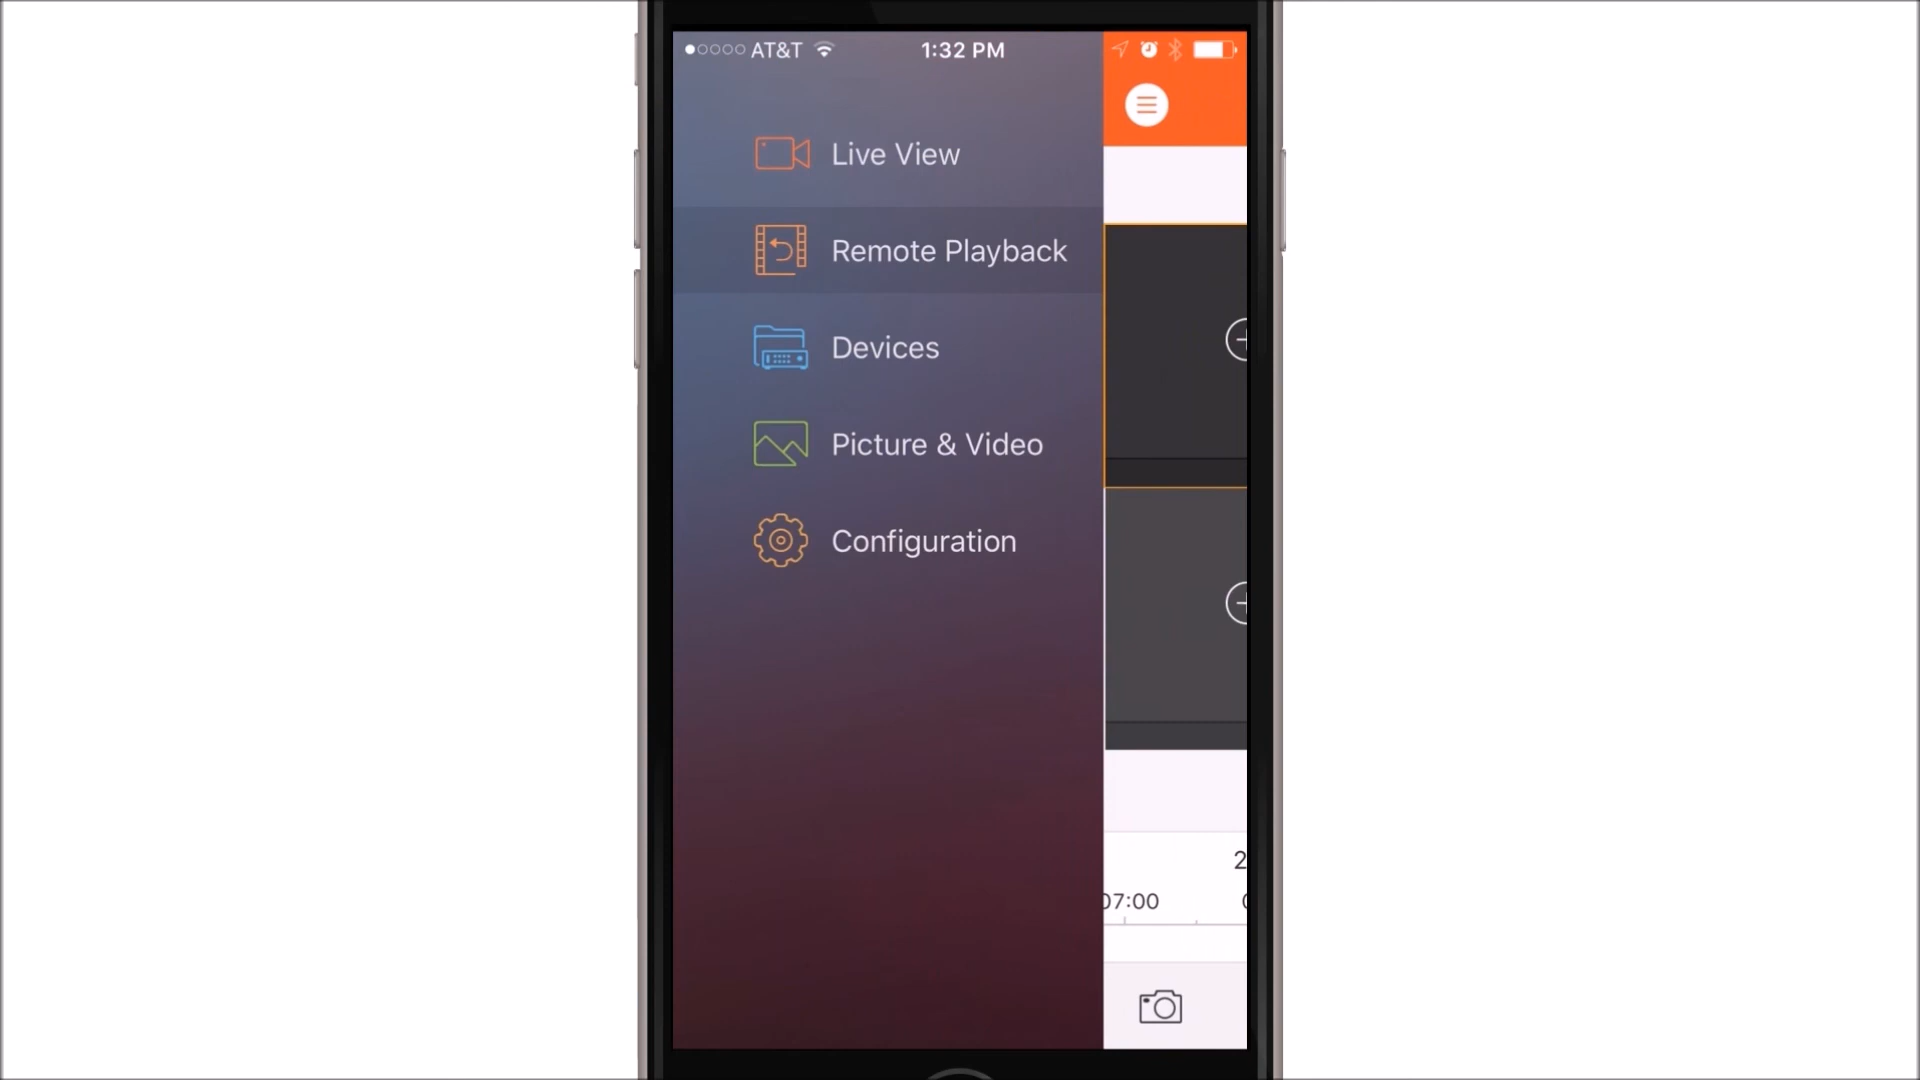 AT&T 1:32 PM
Live View
Remote Playback
Devices
Picture & Video
Configuration
2
07:00